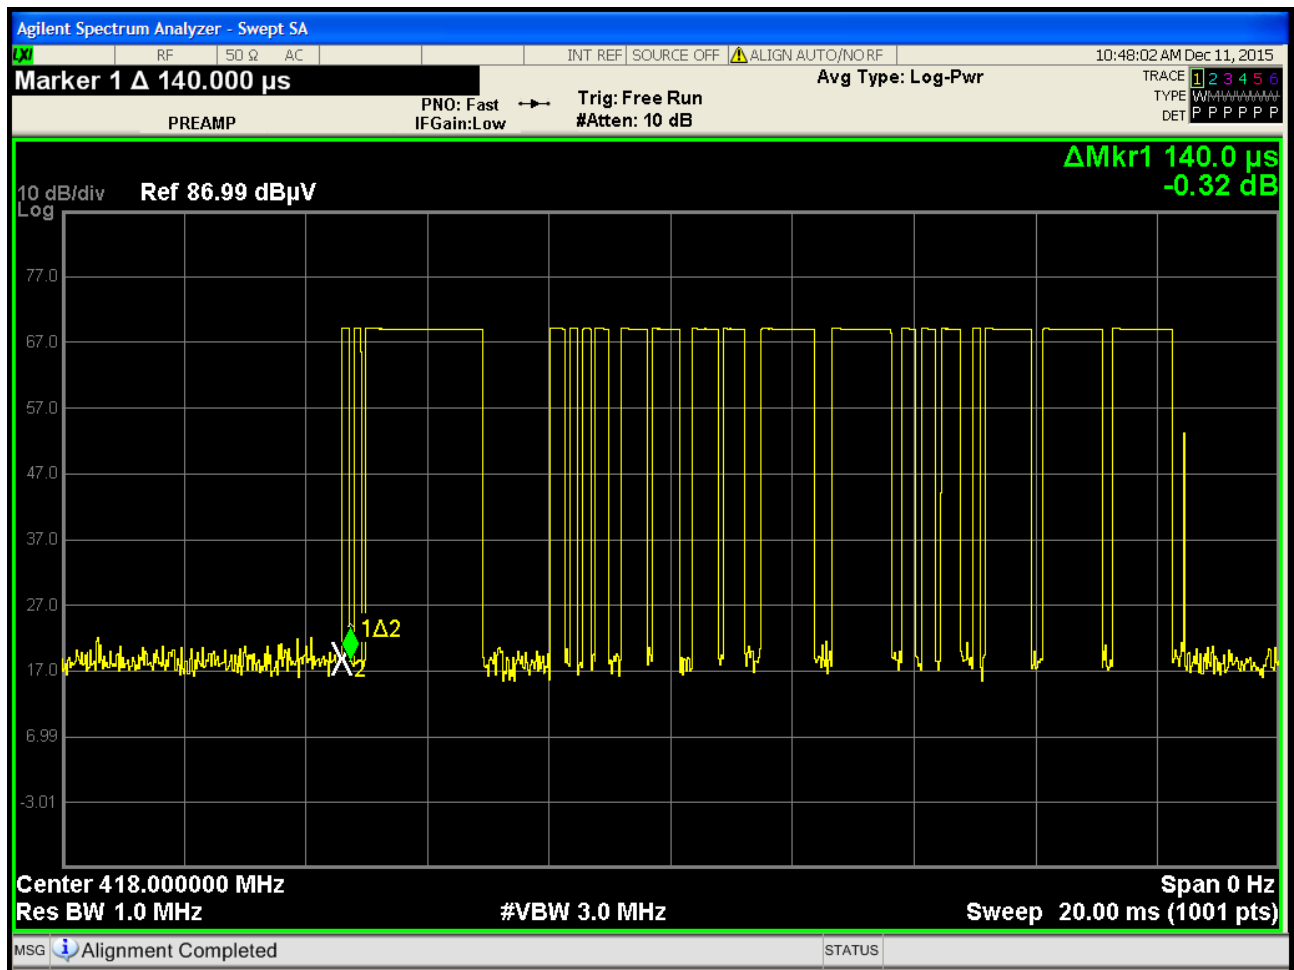 Agilent Spectrum Analyzer - Swept SA
LXI RF 50 Ω AC INT REF SOURCE OFF ALIGN AUTO/NO RF 10:48:02 AM Dec 11, 2015
Marker 1 Δ 140.000 µs
PREAMP
PNO: Fast
IFGain:Low
Trig: Free Run
#Atten: 10 dB
Avg Type: Log-Pwr
TRACE 1 2 3 4 5 6
TYPE WMWWWWW
DET P P P P P P
ΔMkr1 140.0 µs
-0.32 dB
10 dB/div Ref 86.99 dBµV
Log
77.0
67.0
57.0
47.0
37.0
27.0
1Δ2
17.0
2
6.99
-3.01
Center 418.000000 MHz Span 0 Hz
Res BW 1.0 MHz #VBW 3.0 MHz Sweep 20.00 ms (1001 pts)
MSG Alignment Completed STATUS